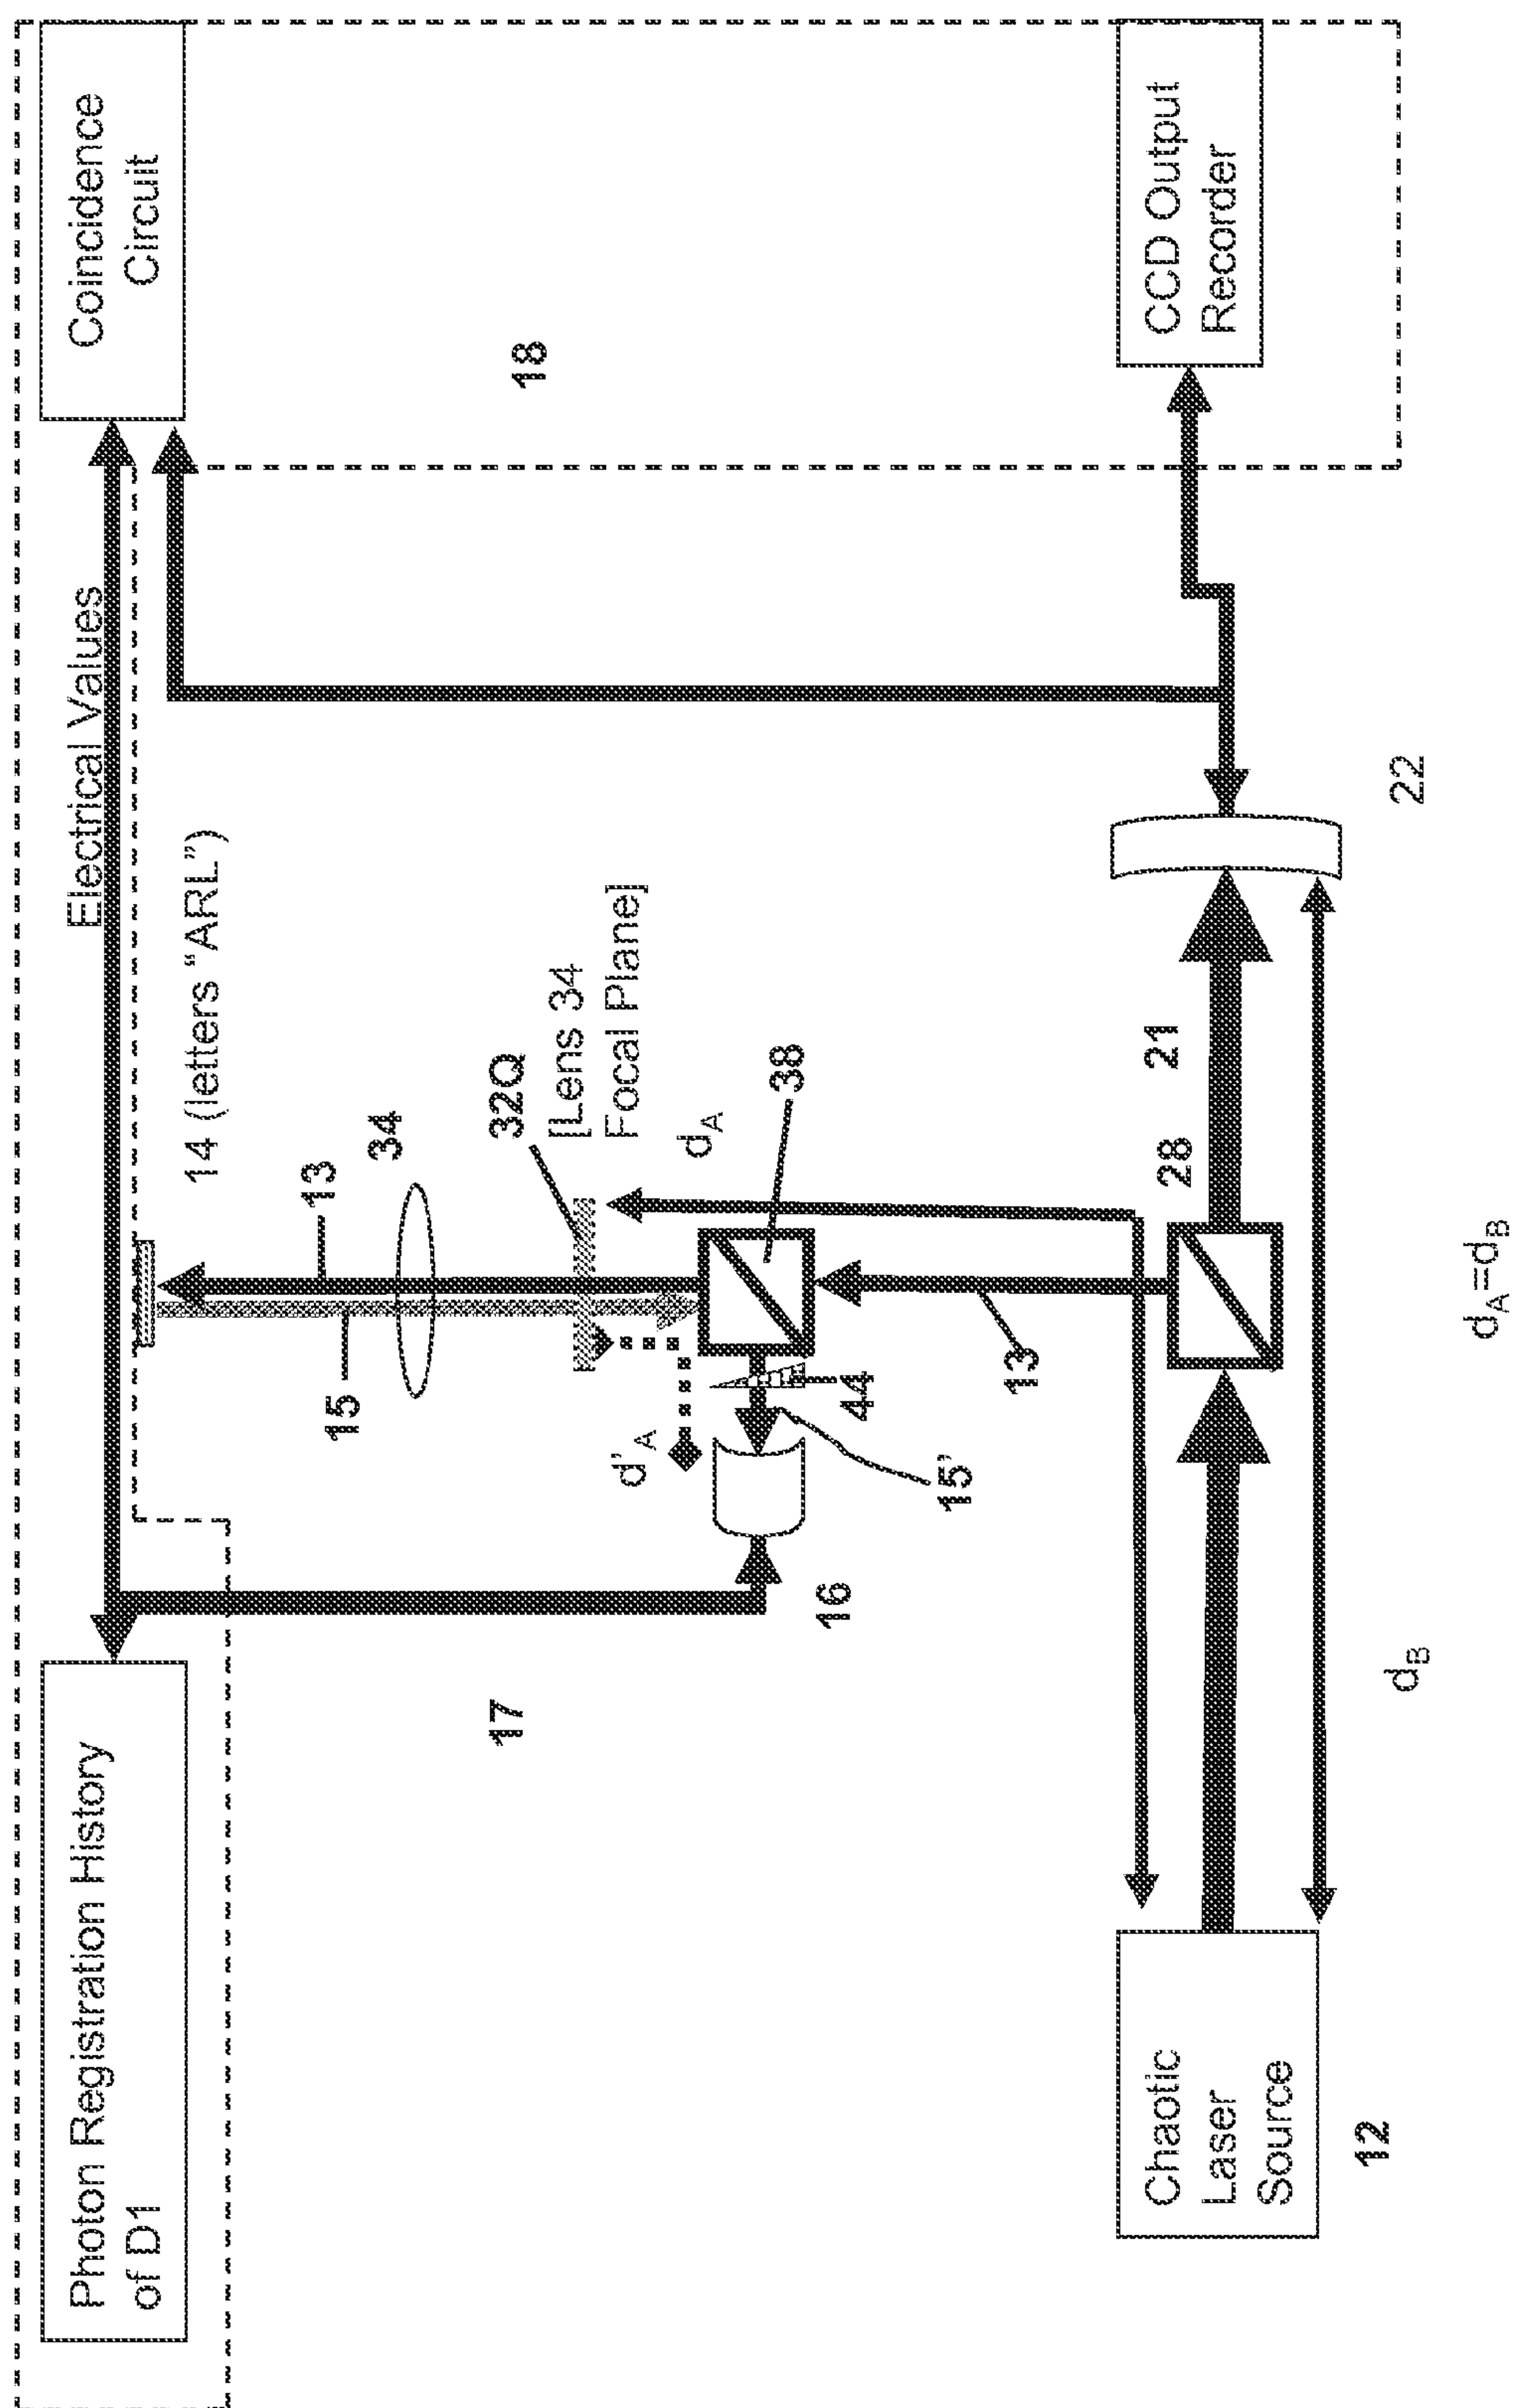 Photon Registration History
of D1
Electrical Values
Coincidence
Circuit
14 (letters “ARL”)
13
34
15
32Q
[Lens 34
Focal Plane]
18
17
d'A
dA
38
44
15'
16
13
28
21
Chaotic
Laser
Source
12
CCD Output
Recorder
22
dB
dA=dB